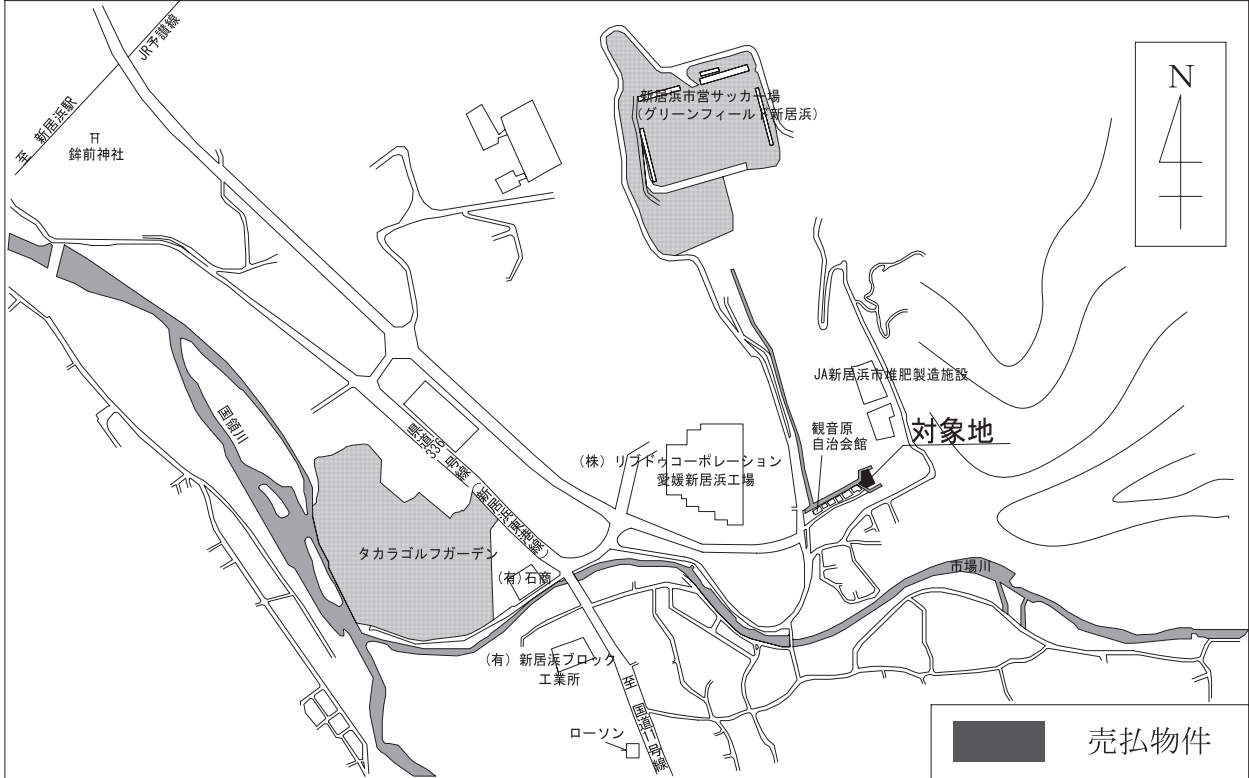 JR予讃線
至 新居浜駅
鉾前神社
新居浜市営サッカー場
(グリーンフィールド新居浜)
N
国領川
JA新居浜市堆肥製造施設
観音原
自治会館
対象地
県道336号線(新居浜東港線)
(株)リブドゥコーポレーション
愛媛新居浜工場
タカラゴルフガーデン
(有)石商
市場川
(有)新居浜ブロック
工業所
至 国道11号線
ローソン
売払物件